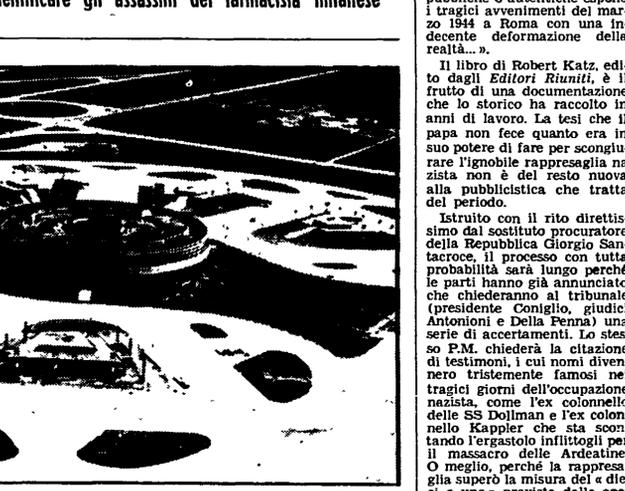 gli assassini del farmacista milanese
i tragici avvenimenti del mar-
zo 1944 a Roma con una in-
decente deformazione della
realtà... ».
Il libro di Robert Katz, edi-
to dagli Editori Riuniti, è il
frutto di una documentazione
che lo storico ha raccolto in
anni di lavoro. La tesi che il
papa non fece quanto era in
suo potere di fare per scongiu-
rare l'ignobile rappresaglia na-
zista non è del resto nuova
alla pubblicistica che tratta
del periodo.
Istruito con il rito direttis-
simo dal sostituto procuratore
della Repubblica Giorgio San-
tacroce, il processo con tutta
probabilità sarà lungo perché
le parti hanno già annunciato
che chiederanno al tribunale
(presidente Coniglio, giudici
Antonioni e Della Penna) una
serie di accertamenti. Lo stes-
so P.M. chiederà la citazione
di testimoni, i cui nomi diven-
nero tristemente famosi nei
tragici giorni dell'occupazione
nazista, come l'ex colonnello
delle SS Dollman e l'ex colon-
nello Kappler che sta scon-
tando l'ergastolo inflittogli per
il massacro delle Ardeatine
O meglio, perché la rappresa-
glia superò la misura del « die-